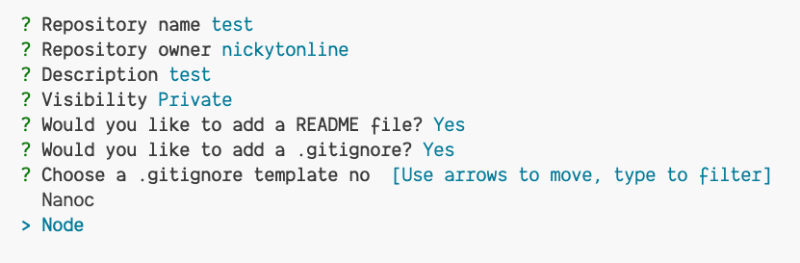 ? Repository name test
? Repository owner nickytonline
? Description test
? Visibility Private
? Would you like to add a README file? Yes
? Would you like to add a .gitignore? Yes
? Choose a .gitignore template no  [Use arrows to move, type to filter]
  Nanoc
> Node